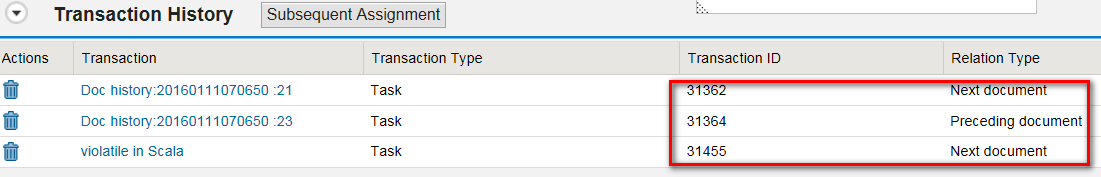 Transaction History Subsequent Assignment
Actions Transaction Transaction Type Transaction ID Relation Type
Doc history:20160111070650 :21 Task 31362 Next document
Doc history:20160111070650 :23 Task 31364 Preceding document
violatile in Scala Task 31455 Next document